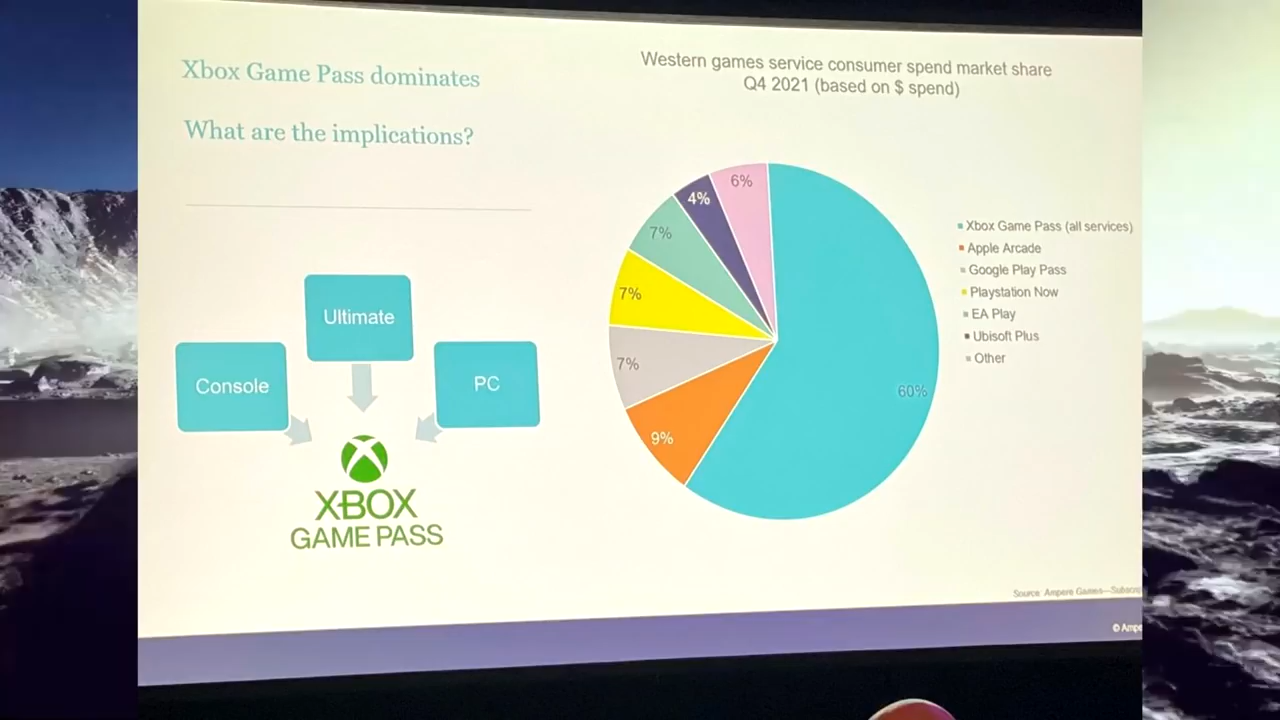 Xbox Game Pass dominates
What are the implications?
Western games service consumer spend market share
Q4 2021 (based on $ spend)
6%
4%
7%
7%
7%
9%
60%
Xbox Game Pass (all services)
Apple Arcade
Google Play Pass
Playstation Now
EA Play
Ubisoft Plus
Other
Ultimate
Console
PC
XBOX
GAME PASS
Source: Ampere Games—
©